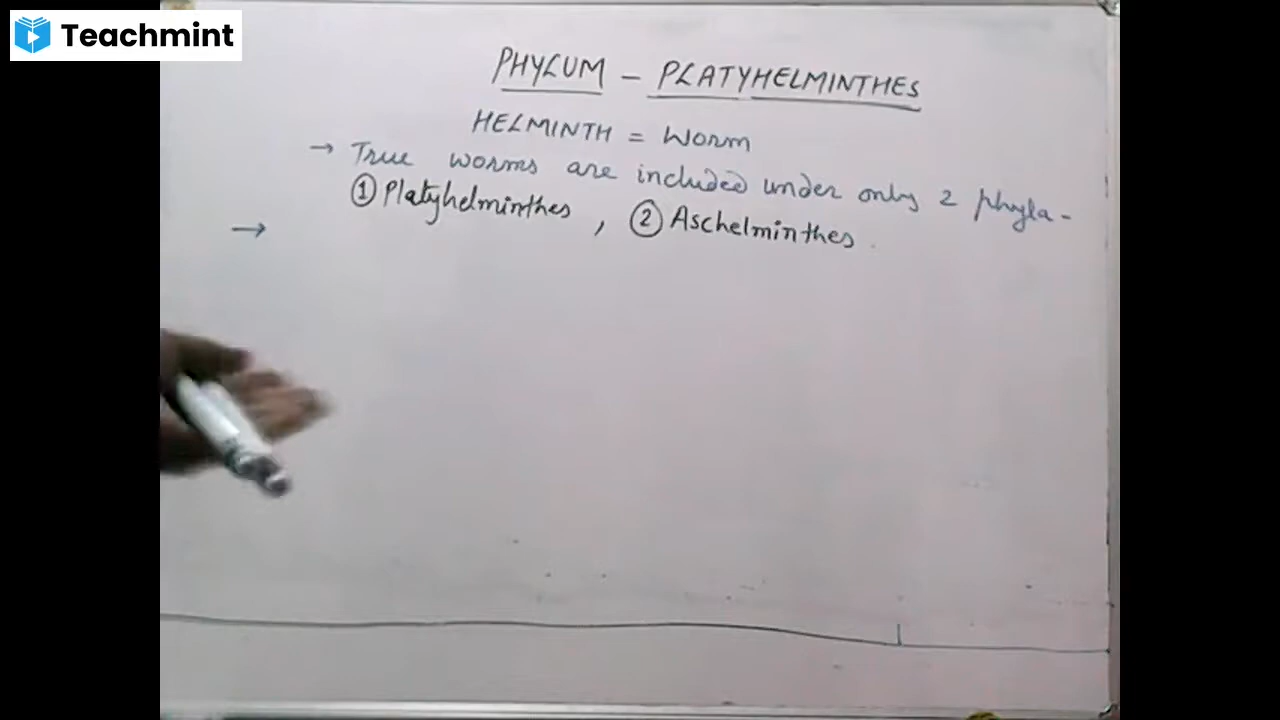 Teachmint
PHYLUM - PLATYHELMINTHES
HELMINTH = Worm
→ True worms are included under only 2 phyla -
① Platyhelminthes , ② Aschelminthes .
→